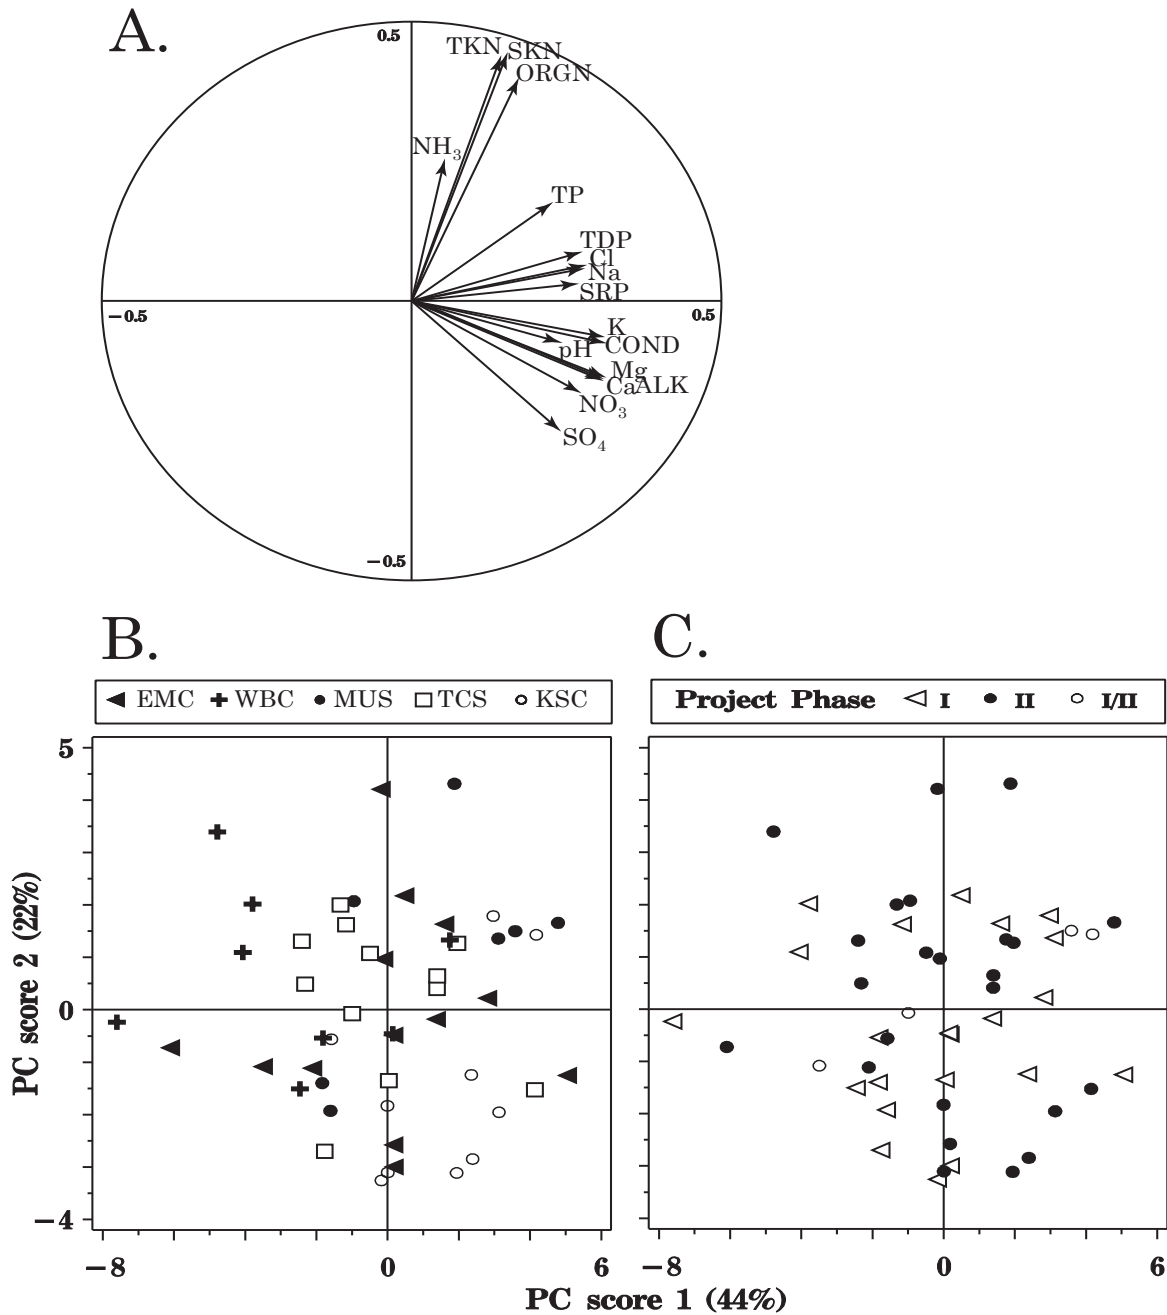 A.
0.5
TKN SKN
ORGN
NH3
TP
TDP
Cl
Na
SRP
−0.5 0.5
K
pH COND
Mg
Ca ALK
NO3
SO4
−0.5
B.
EMC WBC MUS TCS KSC
5
0
−4
−8 0 6
PC score 2 (22%)
C.
Project Phase I II I/II
−8 0 6
PC score 1 (44%)